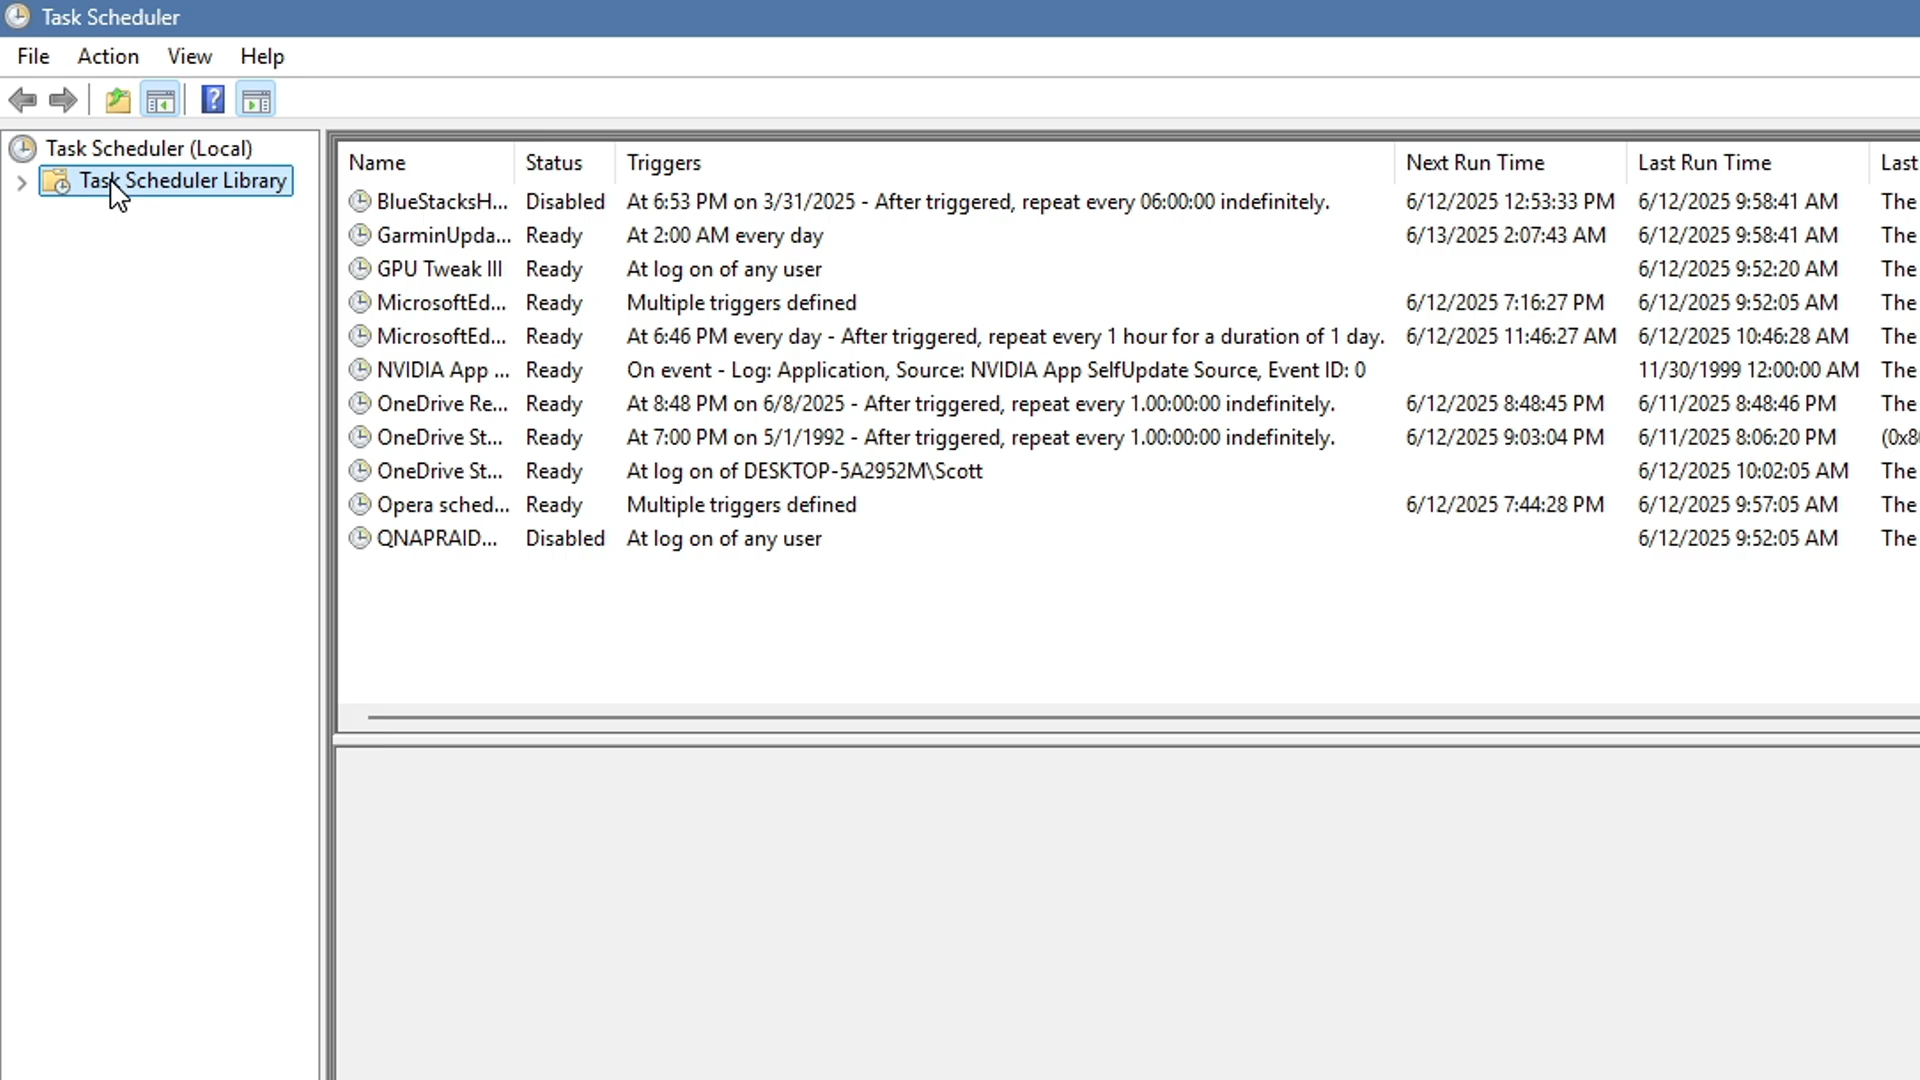 Task Scheduler
File Action View Help
Task Scheduler (Local)
Task Scheduler Library
Name Status Triggers Next Run Time Last Run Time Last
BlueStacksH... Disabled At 6:53 PM on 3/31/2025 - After triggered, repeat every 06:00:00 indefinitely. 6/12/2025 12:53:33 PM 6/12/2025 9:58:41 AM The
GarminUpda... Ready At 2:00 AM every day 6/13/2025 2:07:43 AM 6/12/2025 9:58:41 AM The
GPU Tweak III Ready At log on of any user 6/12/2025 9:52:20 AM The
MicrosoftEd... Ready Multiple triggers defined 6/12/2025 7:16:27 PM 6/12/2025 9:52:05 AM The
MicrosoftEd... Ready At 6:46 PM every day - After triggered, repeat every 1 hour for a duration of 1 day. 6/12/2025 11:46:27 AM 6/12/2025 10:46:28 AM The
NVIDIA App ... Ready On event - Log: Application, Source: NVIDIA App SelfUpdate Source, Event ID: 0 11/30/1999 12:00:00 AM The
OneDrive Re... Ready At 8:48 PM on 6/8/2025 - After triggered, repeat every 1.00:00:00 indefinitely. 6/12/2025 8:48:45 PM 6/11/2025 8:48:46 PM The
OneDrive St... Ready At 7:00 PM on 5/1/1992 - After triggered, repeat every 1.00:00:00 indefinitely. 6/12/2025 9:03:04 PM 6/11/2025 8:06:20 PM (0x8
OneDrive St... Ready At log on of DESKTOP-5A2952M\Scott 6/12/2025 10:02:05 AM The
Opera sched... Ready Multiple triggers defined 6/12/2025 7:44:28 PM 6/12/2025 9:57:05 AM The
QNAPRAID... Disabled At log on of any user 6/12/2025 9:52:05 AM The